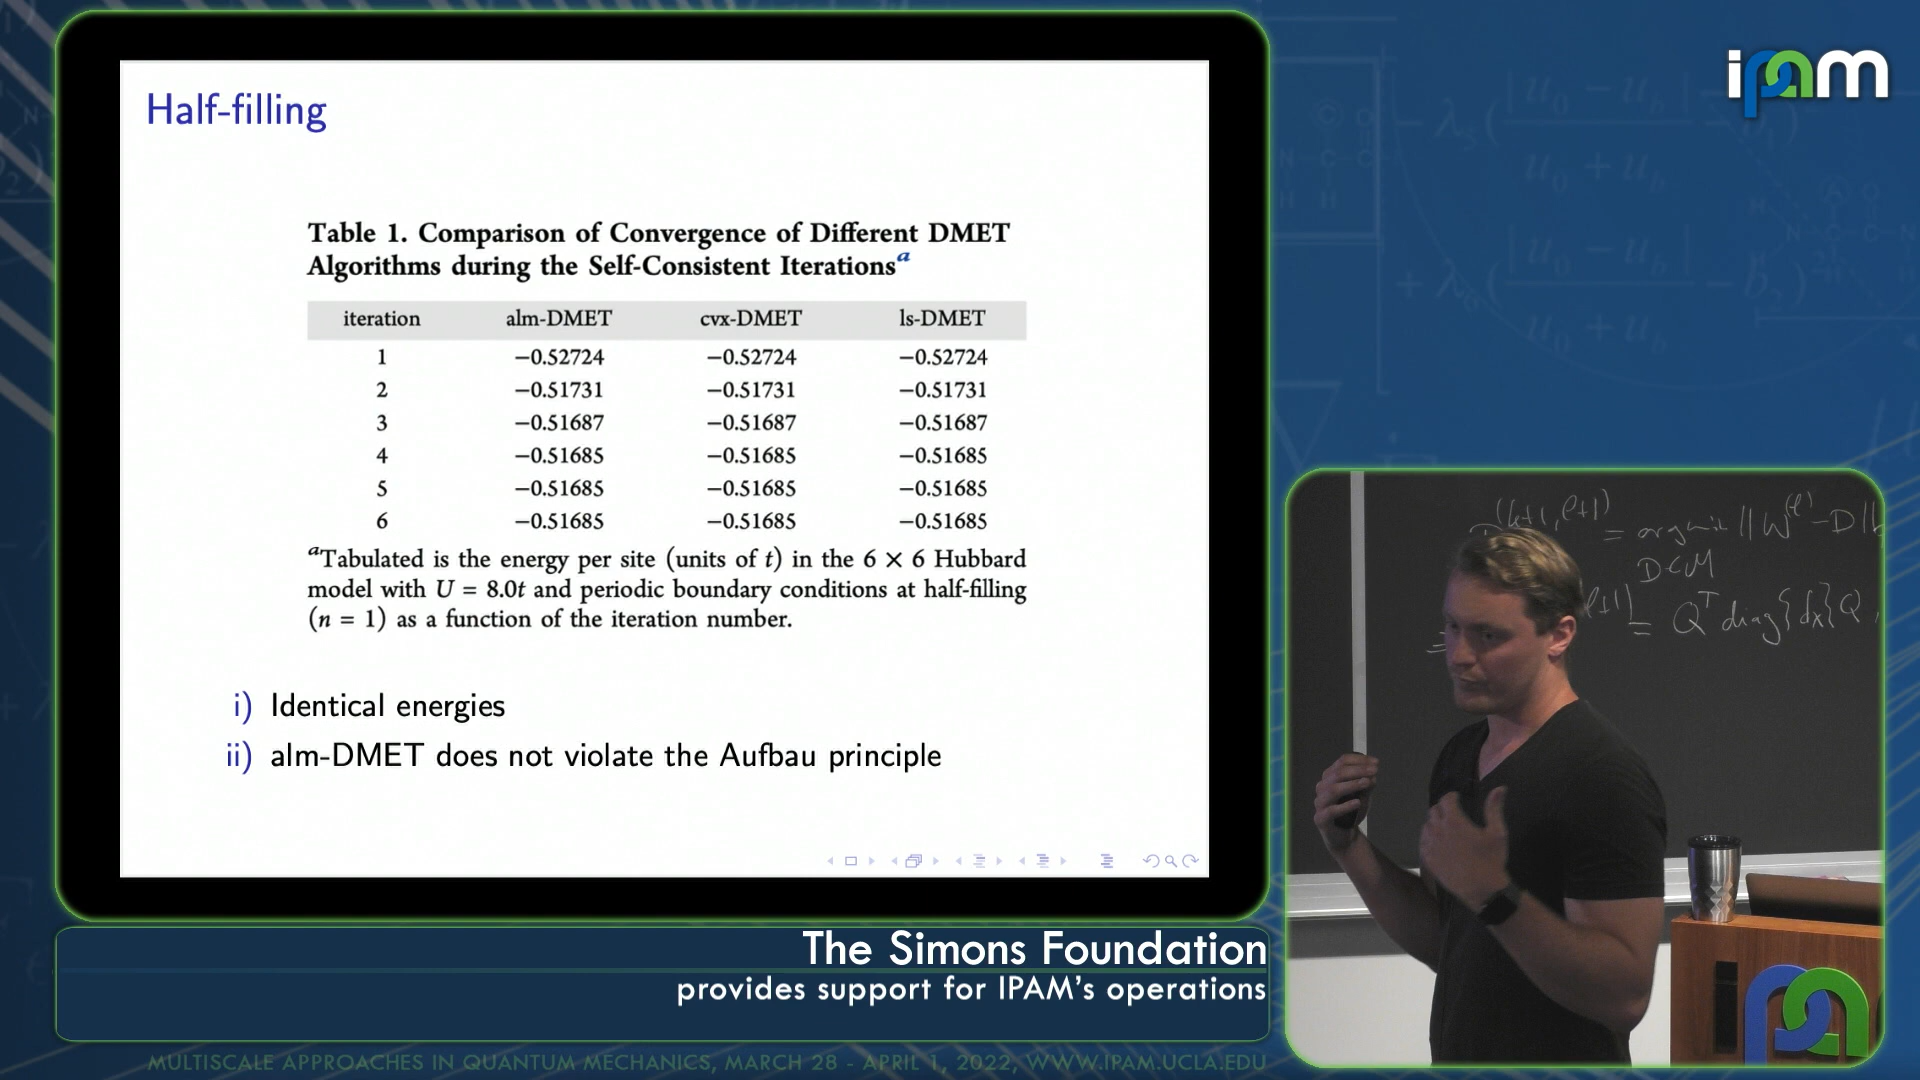 Half-filling
Table 1. Comparison of Convergence of Different DMET
Algorithms during the Self-Consistent Iterations^a
iteration alm-DMET cvx-DMET ls-DMET
1 −0.52724 −0.52724 −0.52724
2 −0.51731 −0.51731 −0.51731
3 −0.51687 −0.51687 −0.51687
4 −0.51685 −0.51685 −0.51685
5 −0.51685 −0.51685 −0.51685
6 −0.51685 −0.51685 −0.51685
^aTabulated is the energy per site (units of t) in the 6 × 6 Hubbard
model with U = 8.0t and periodic boundary conditions at half-filling
(n = 1) as a function of the iteration number.
i) Identical energies
ii) alm-DMET does not violate the Aufbau principle
ipam
(k+1, l+1) = argmin || W^(l) − D ||
D∈M
l+1) = Q^T diag{dx}Q
The Simons Foundation
provides support for IPAM's operations
MULTISCALE APPROACHES IN QUANTUM MECHANICS, MARCH 28 - APRIL 1, 2022, WWW.IPAM.UCLA.EDU